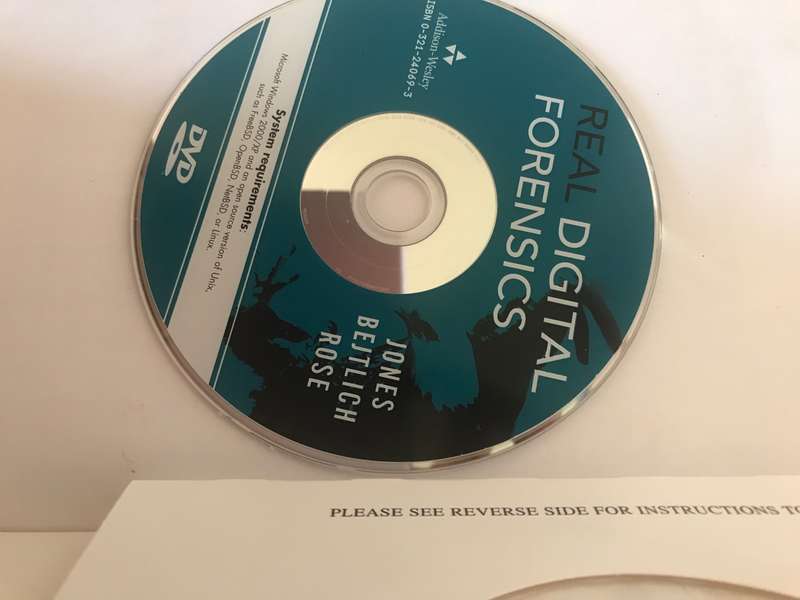 REAL DIGITAL
FORENSICS
Addison-Wesley
ISBN 0-321-24069-3
JONES
BEJTLICH
ROSE
System requirements:
Microsoft Windows 2000/XP and an open source version of Unix,
such as FreeBSD, OpenBSD, NetBSD, or Linux.
DVD
PLEASE SEE REVERSE SIDE FOR INSTRUCTIONS TO